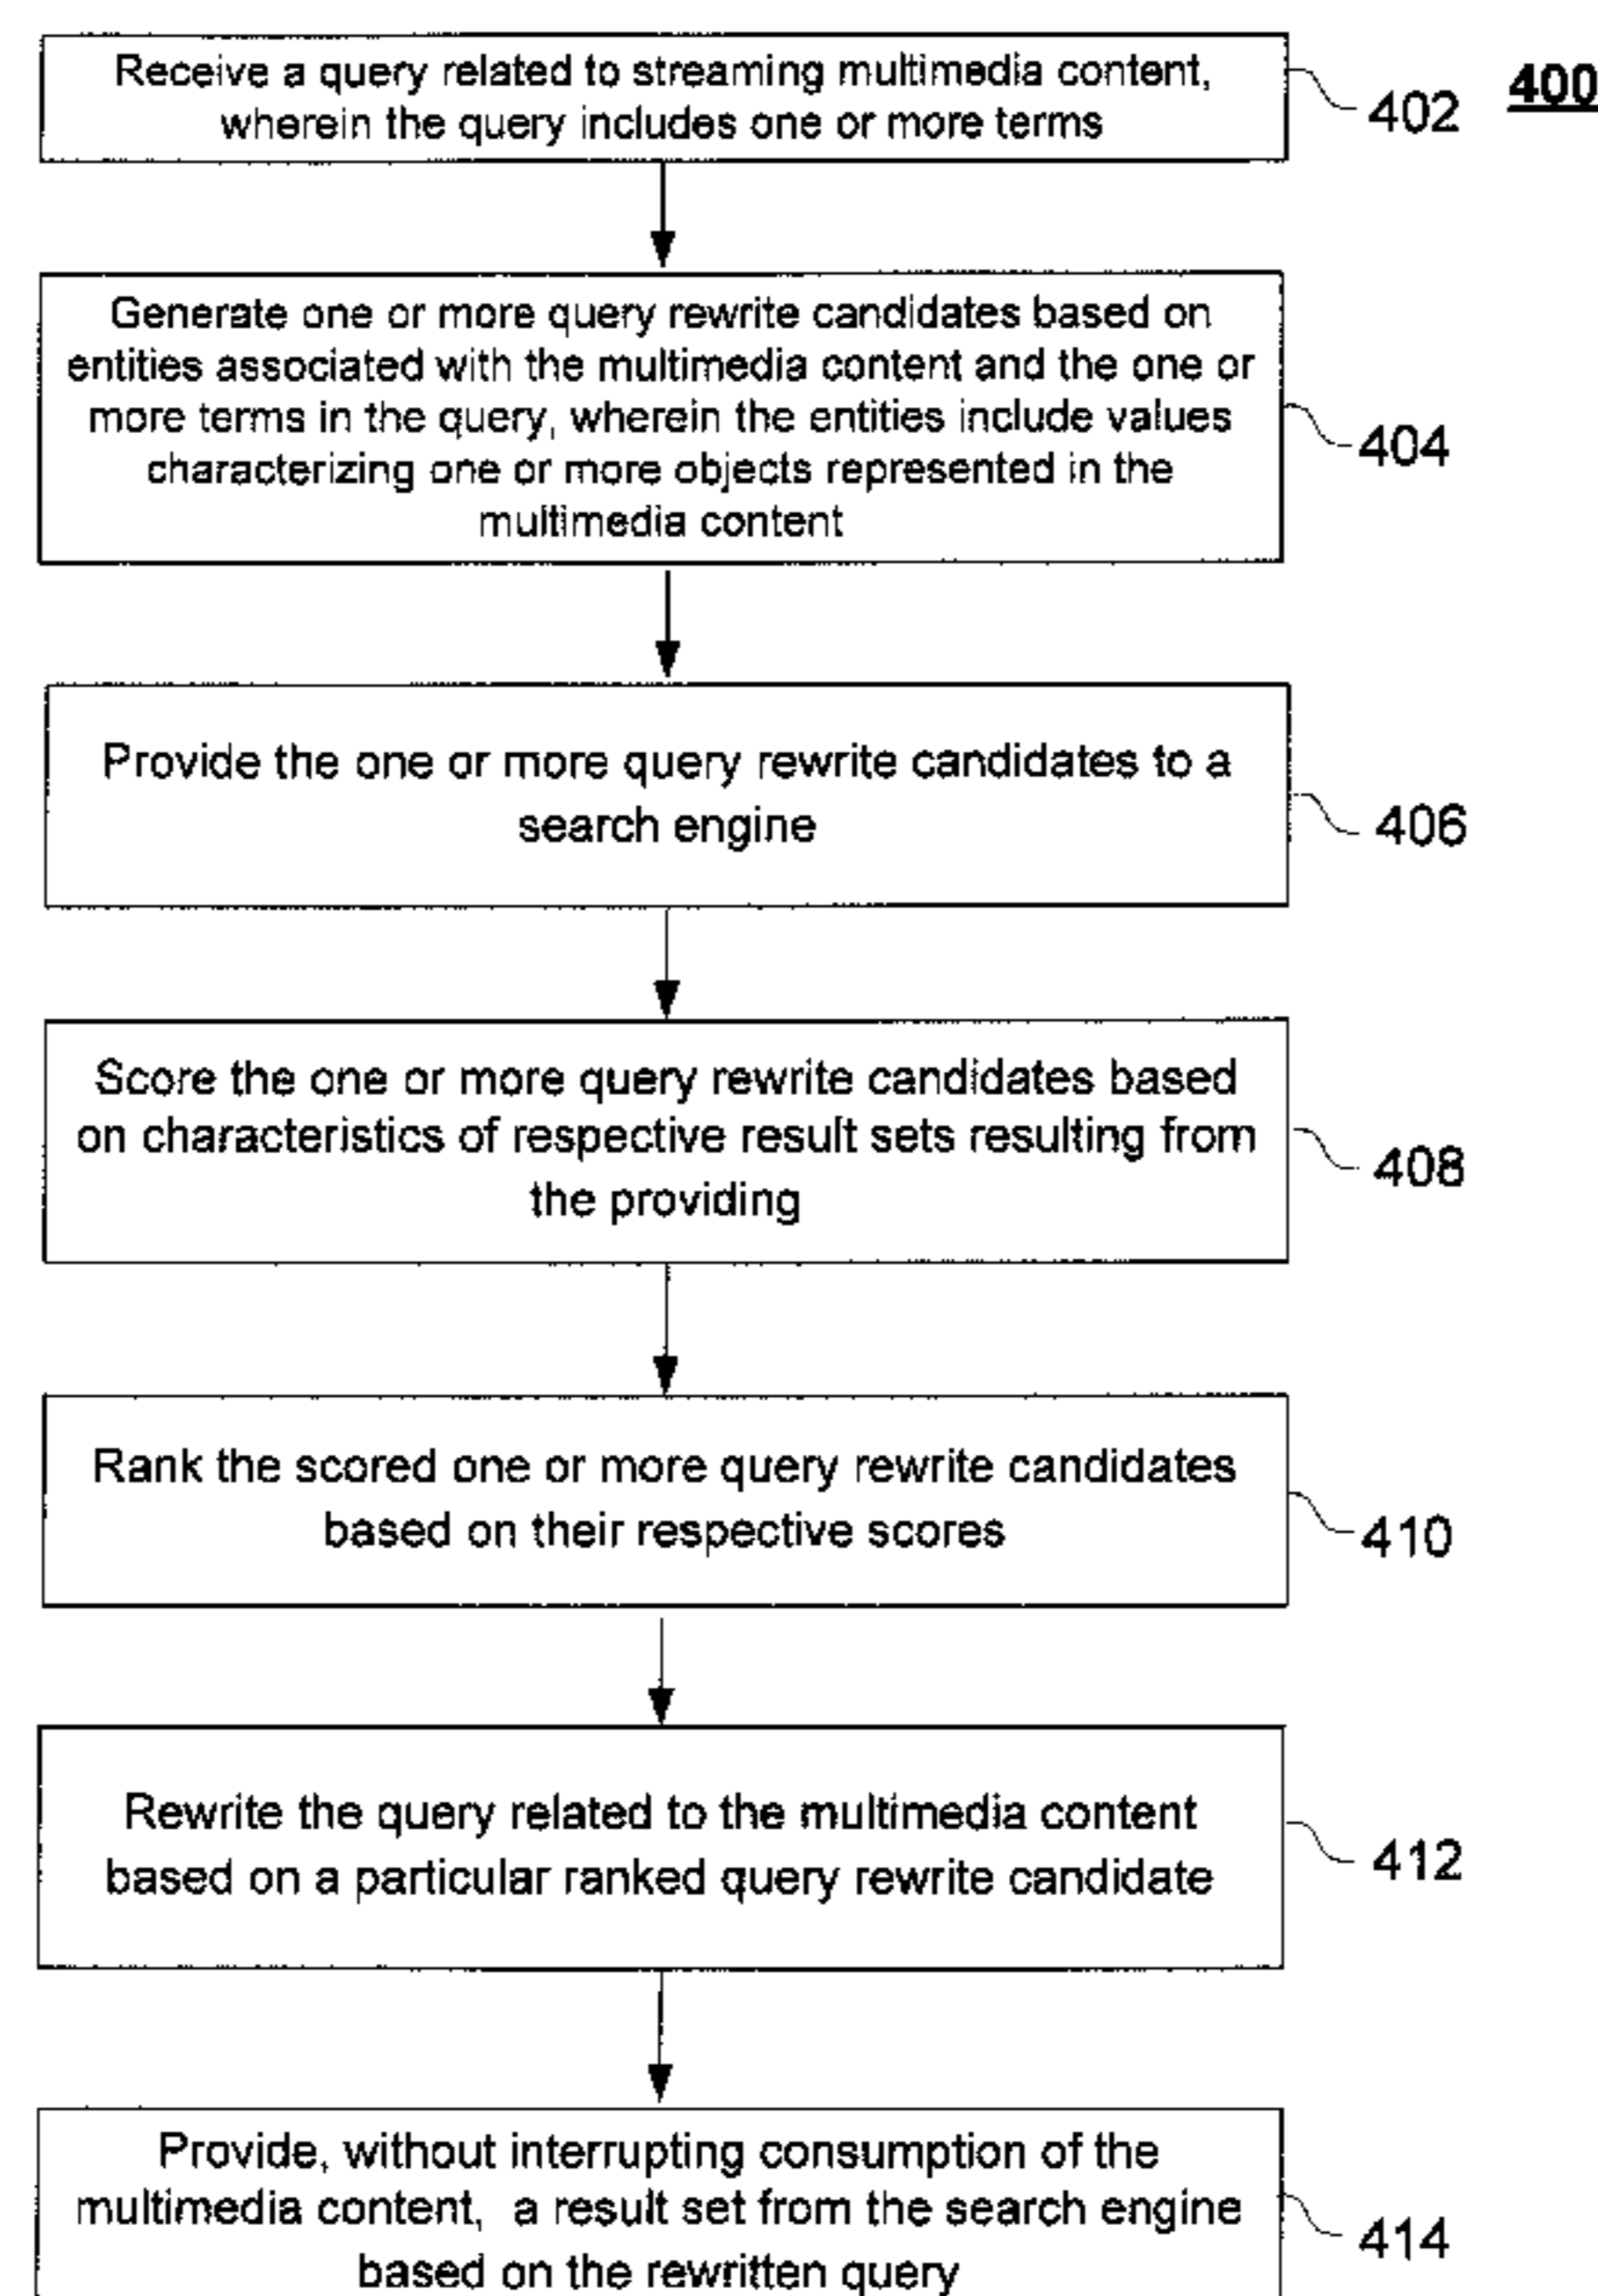 400
Receive a query related to streaming multimedia content,
wherein the query includes one or more terms
402
Generate one or more query rewrite candidates based on
entities associated with the multimedia content and the one or
more terms in the query, wherein the entities include values
characterizing one or more objects represented in the
multimedia content
404
Provide the one or more query rewrite candidates to a
search engine
406
Score the one or more query rewrite candidates based
on characteristics of respective result sets resulting from
the providing
408
Rank the scored one or more query rewrite candidates
based on their respective scores
410
Rewrite the query related to the multimedia content
based on a particular ranked query rewrite candidate
412
Provide, without interrupting consumption of the
multimedia content, a result set from the search engine
based on the rewritten query
414